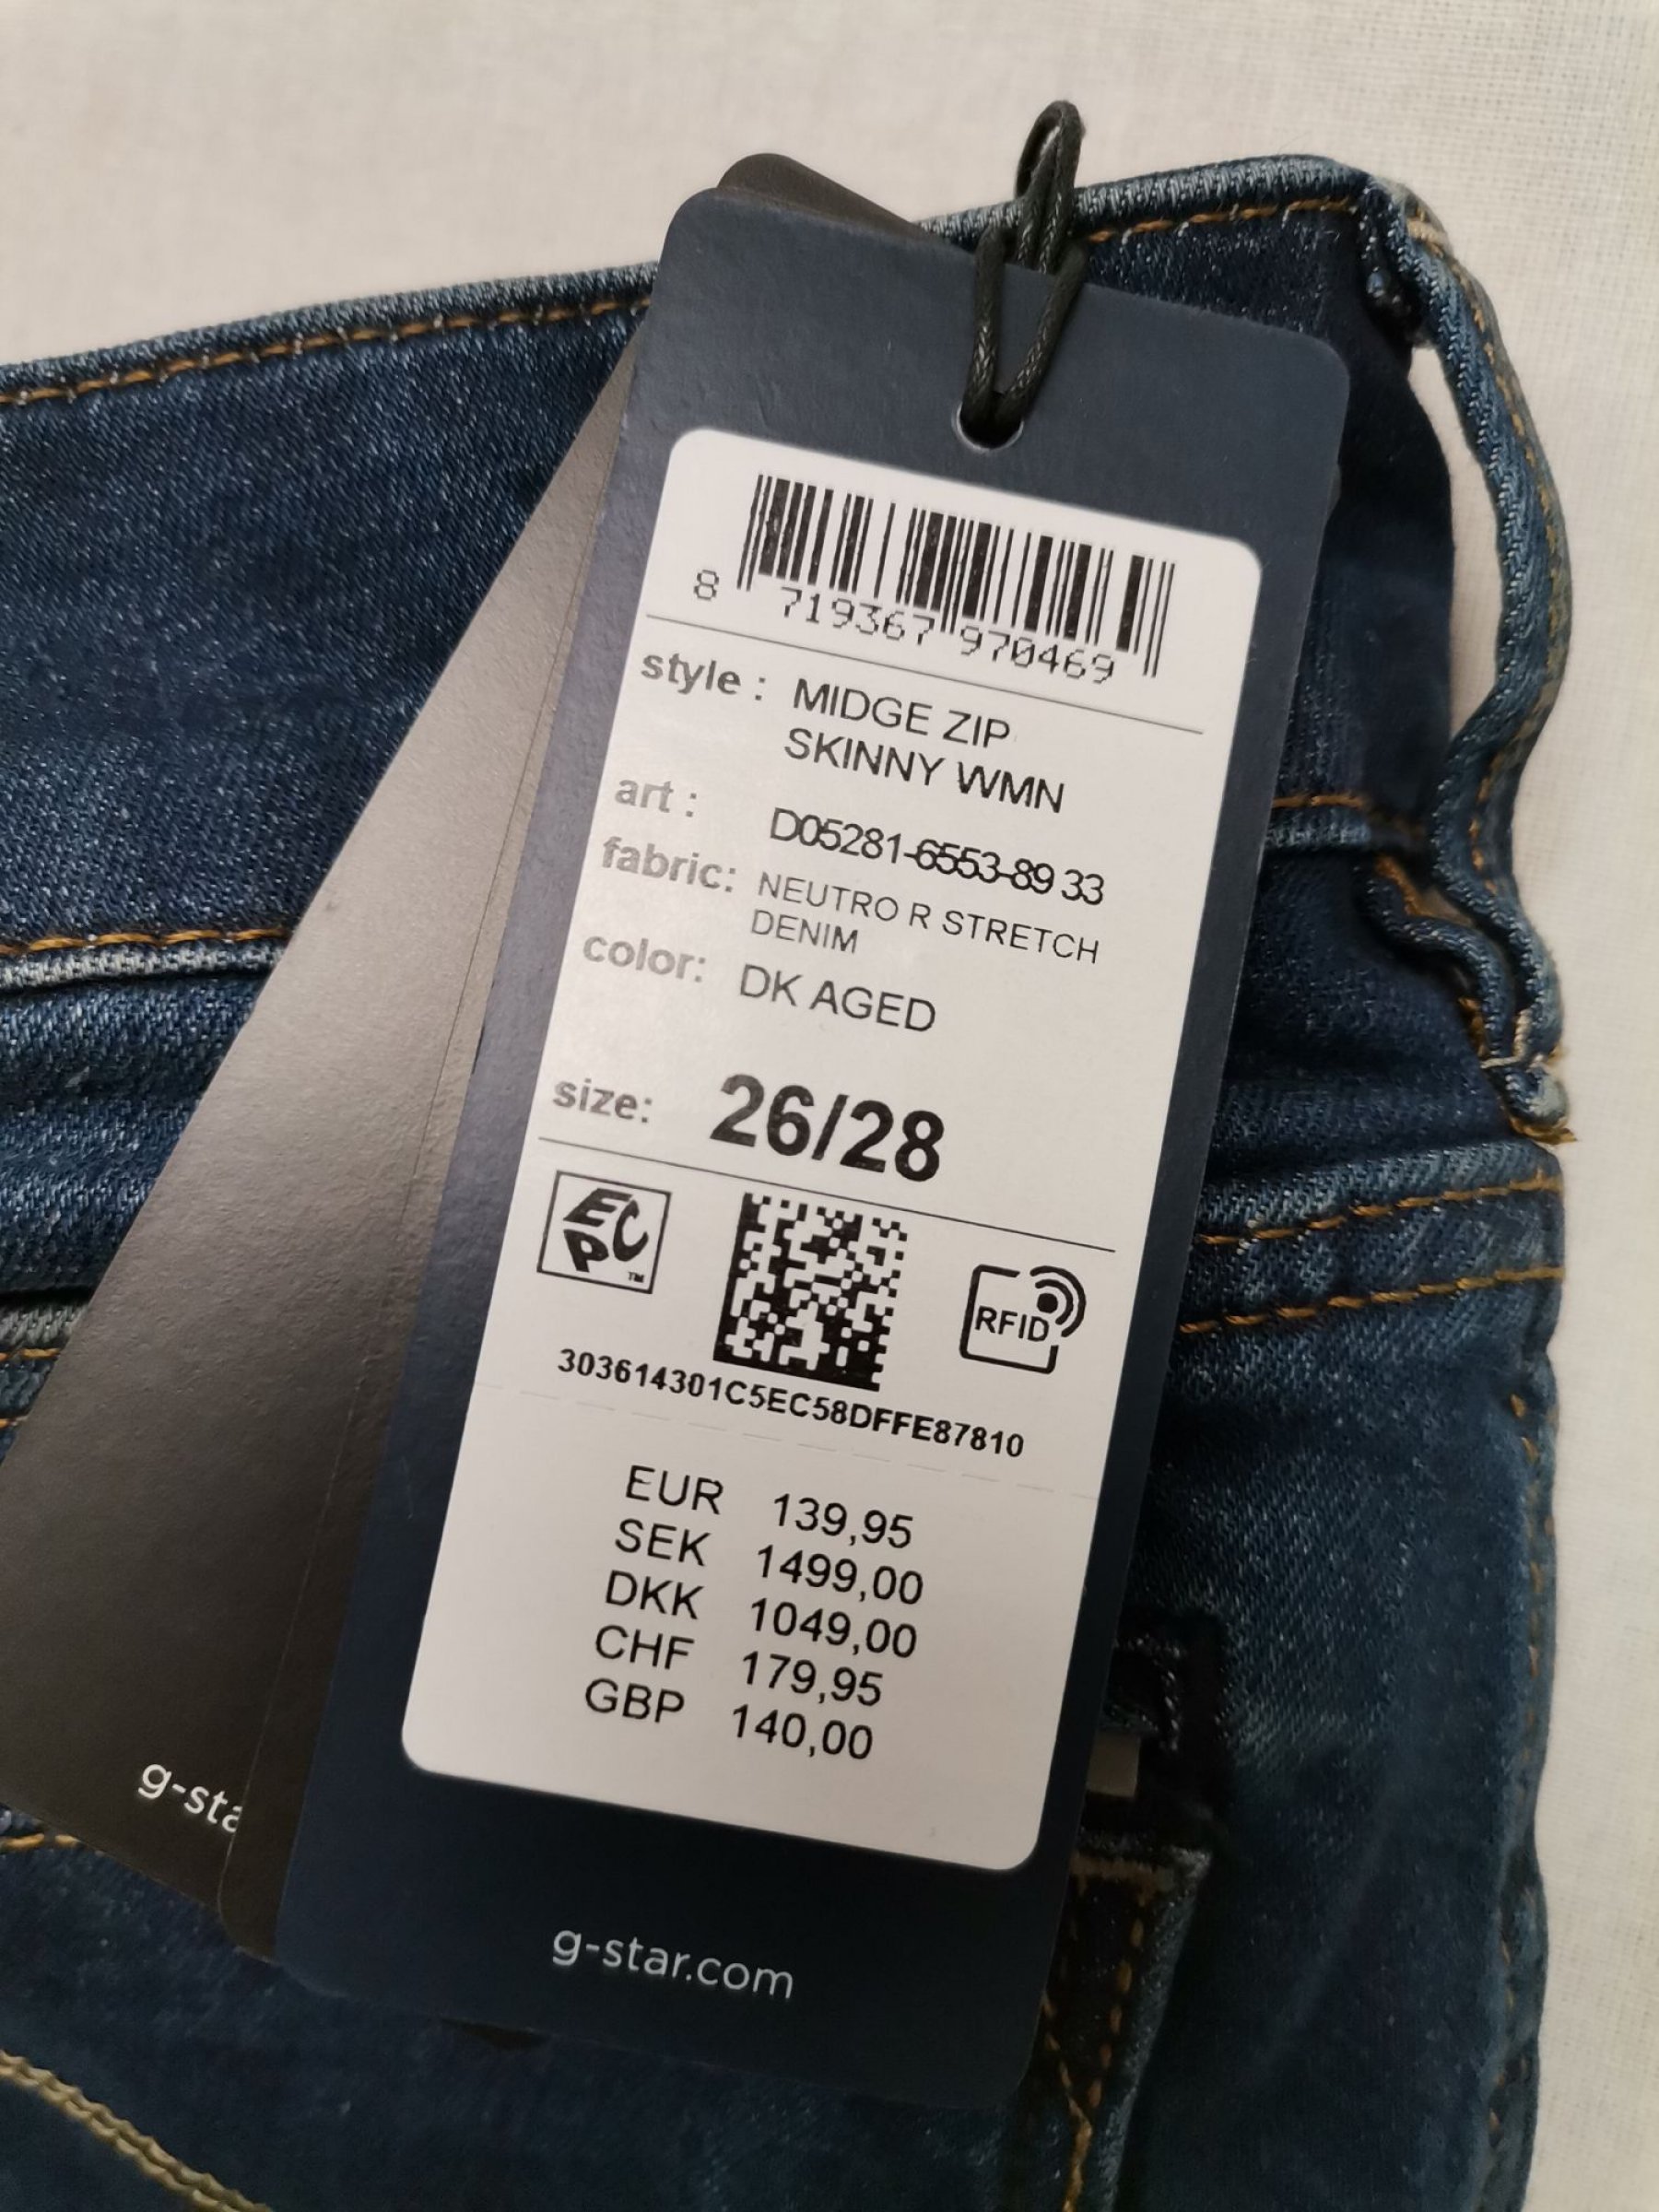 8 719367 970469
style : MIDGE ZIP
SKINNY WMN
art : D05281-6553-89 33
fabric: NEUTRO R STRETCH
DENIM
color: DK AGED
size: 26/28
EPC TM
RFID
303614301C5EC58DFFE87810
EUR 139,95
SEK 1499,00
DKK 1049,00
CHF 179,95
GBP 140,00
g-star.com
g-sta